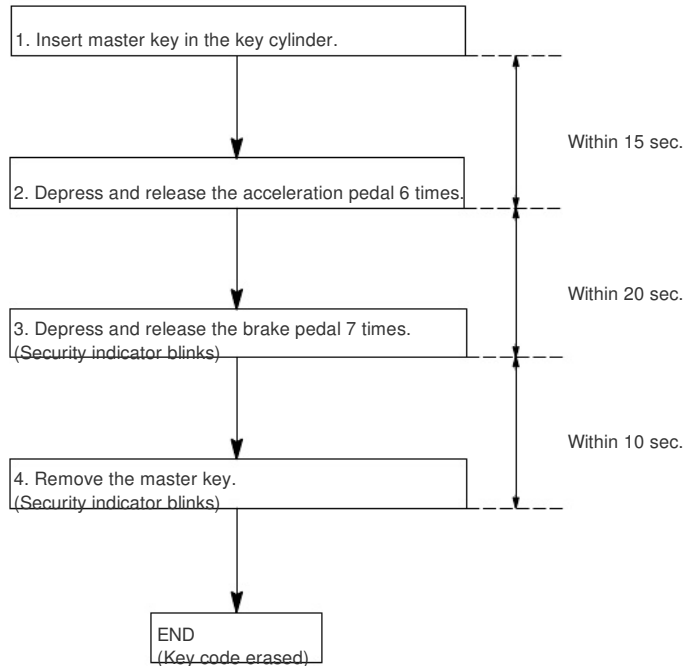 1. Insert master key in the key cylinder.
Within 15 sec.
2. Depress and release the acceleration pedal 6 times.
Within 20 sec.
3. Depress and release the brake pedal 7 times.
(Security indicator blinks)
Within 10 sec.
4. Remove the master key.
(Security indicator blinks)
END
(Key code erased)